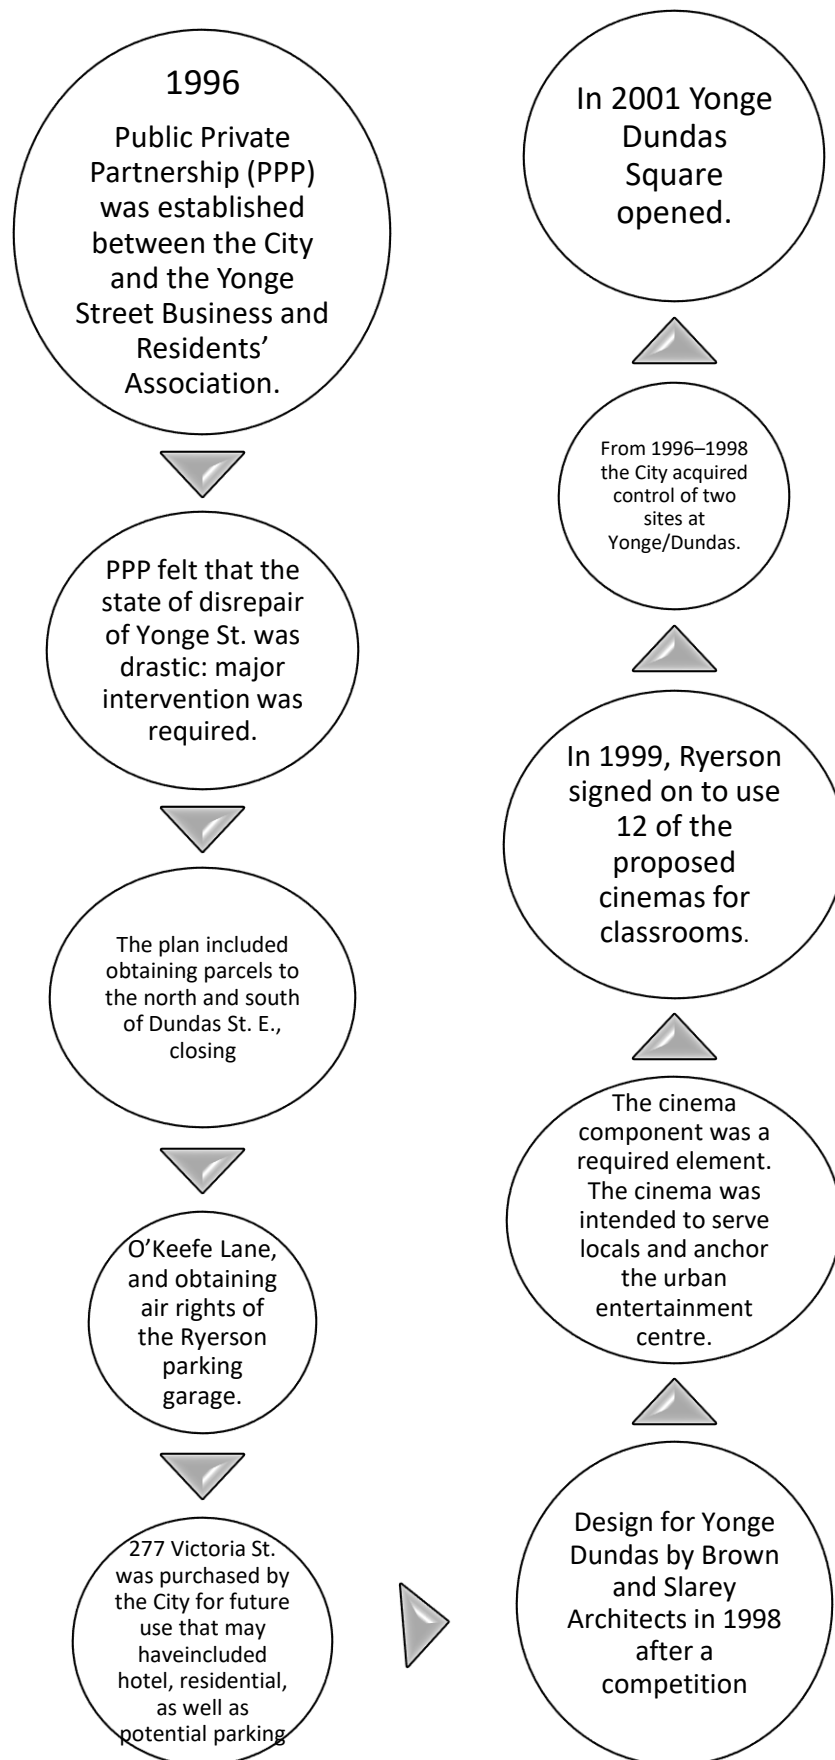 1996
Public Private
Partnership (PPP)
was established
between the City
and the Yonge
Street Business and
Residents’
Association.
PPP felt that the
state of disrepair
of Yonge St. was
drastic: major
intervention was
required.
The plan included
obtaining parcels to
the north and south
of Dundas St. E.,
closing
O’Keefe Lane,
and obtaining
air rights of
the Ryerson
parking
garage.
277 Victoria St.
was purchased by
the City for future
use that may
haveincluded
hotel, residential,
as well as
potential parking
Design for Yonge
Dundas by Brown
and Slarey
Architects in 1998
after a
competition
The cinema
component was a
required element.
The cinema was
intended to serve
locals and anchor
the urban
entertainment
centre.
In 1999, Ryerson
signed on to use
12 of the
proposed
cinemas for
classrooms.
From 1996–1998
the City acquired
control of two
sites at
Yonge/Dundas.
In 2001 Yonge
Dundas
Square
opened.